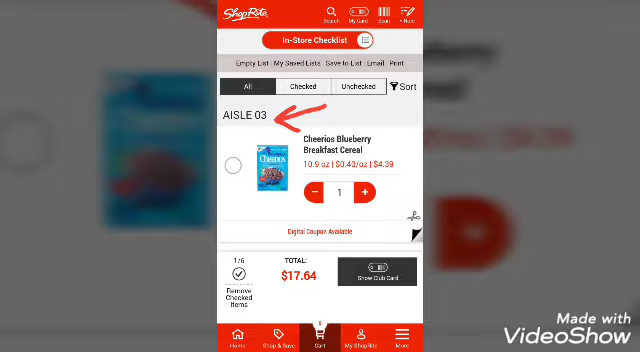 ShopRite
Search
My Card
Scan
+ Note
In-Store Checklist
Empty List | My Saved Lists | Save to List | Email | Print
All
Checked
Unchecked
Sort
AISLE 03
Cheerios
Cheerios Blueberry
Breakfast Cereal
10.9 oz | $0.40/oz | $4.39
1
Digital Coupon Available
1/6
TOTAL:
$17.64
Remove
Checked
Items
Show Club Card
6
Home
Shop & Save
Cart
My ShopRite
More
Made with
VideoShow